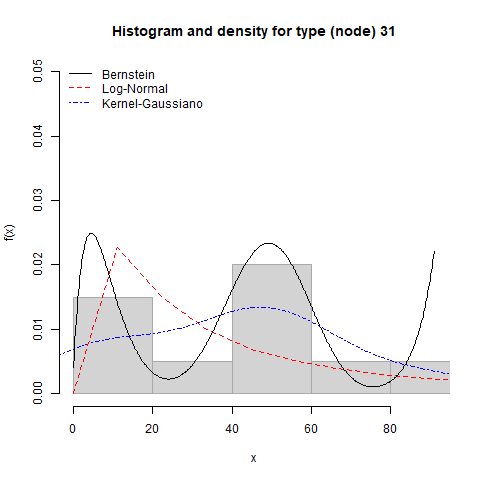 Histogram and density for type (node) 31
0.05
0.04
0.03
0.02
0.01
0.00
f(x)
Bernstein
Log-Normal
Kernel-Gaussiano
0 20 40 60 80
x